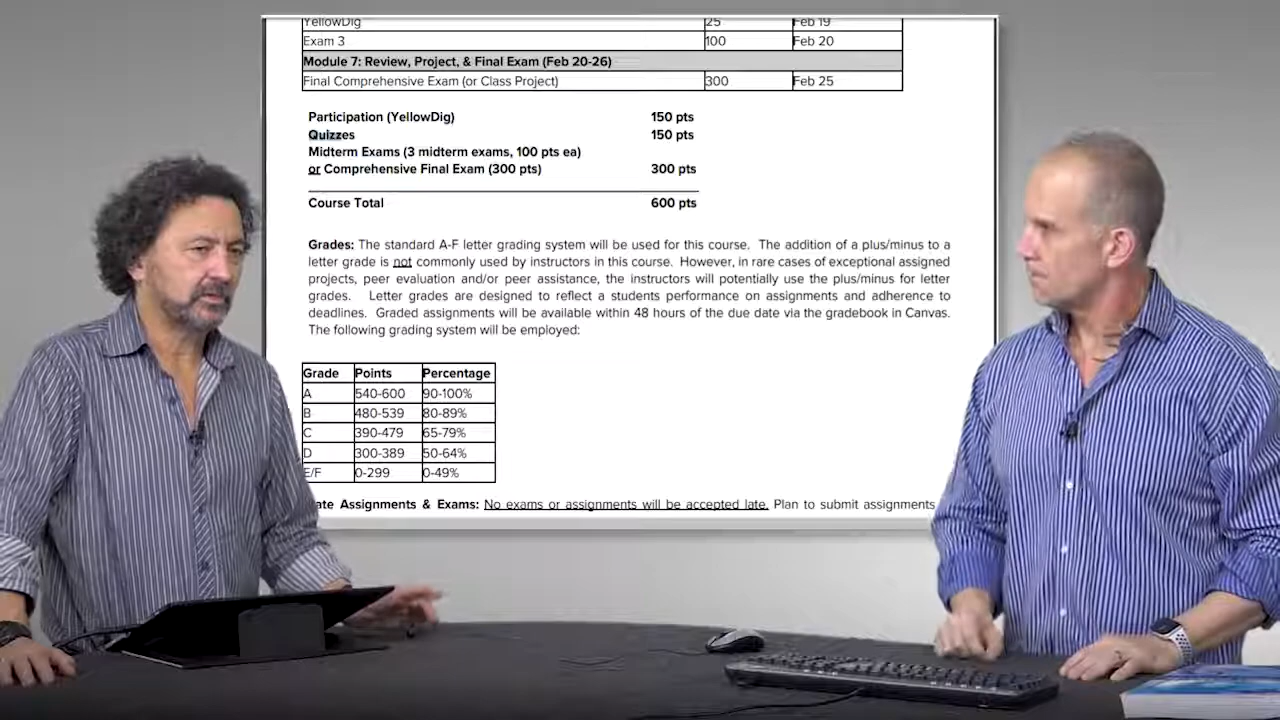 YellowDig 25 Feb 19
Exam 3 100 Feb 20
Module 7: Review, Project, & Final Exam (Feb 20-26)
Final Comprehensive Exam (or Class Project) 300 Feb 25
Participation (YellowDig) 150 pts
Quizzes 150 pts
Midterm Exams (3 midterm exams, 100 pts ea)
or Comprehensive Final Exam (300 pts) 300 pts
Course Total 600 pts
Grades: The standard A-F letter grading system will be used for this course. The addition of a plus/minus to a
letter grade is not commonly used by instructors in this course. However, in rare cases of exceptional assigned
projects, peer evaluation and/or peer assistance, the instructors will potentially use the plus/minus for letter
grades. Letter grades are designed to reflect a students performance on assignments and adherence to
deadlines. Graded assignments will be available within 48 hours of the due date via the gradebook in Canvas.
The following grading system will be employed:
Grade Points Percentage
A 540-600 90-100%
B 480-539 80-89%
C 390-479 65-79%
D 300-389 50-64%
E/F 0-299 0-49%
ate Assignments & Exams: No exams or assignments will be accepted late. Plan to submit assignments